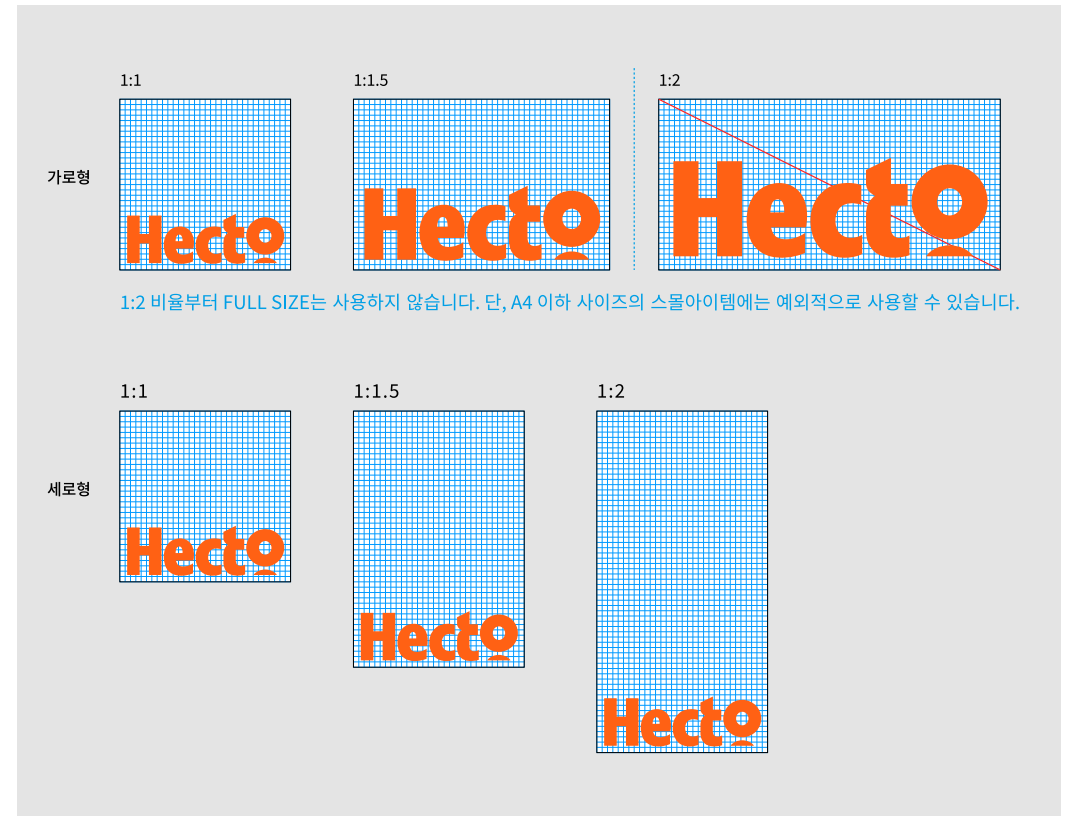 1:1
1:1.5
1:2
가로형
Hecto
Hecto
Hecto
1:2 비율부터 FULL SIZE는 사용하지 않습니다. 단, A4 이하 사이즈의 스몰아이템에는 예외적으로 사용할 수 있습니다.
1:1
1:1.5
1:2
세로형
Hecto
Hecto
Hecto